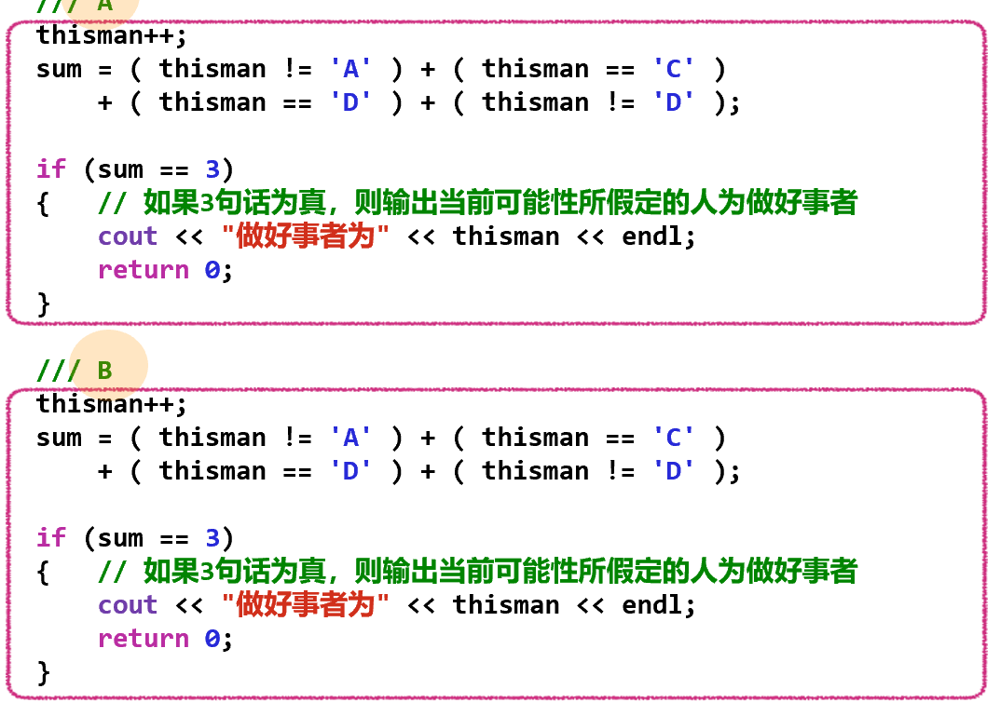 /// A
thisman++;
sum = ( thisman != 'A' ) + ( thisman == 'C' )
    + ( thisman == 'D' ) + ( thisman != 'D' );
if (sum == 3)
{   // 如果3句话为真，则输出当前可能性所假定的人为做好事者
    cout << "做好事者为" << thisman << endl;
    return 0;
}
/// B
thisman++;
sum = ( thisman != 'A' ) + ( thisman == 'C' )
    + ( thisman == 'D' ) + ( thisman != 'D' );
if (sum == 3)
{   // 如果3句话为真，则输出当前可能性所假定的人为做好事者
    cout << "做好事者为" << thisman << endl;
    return 0;
}